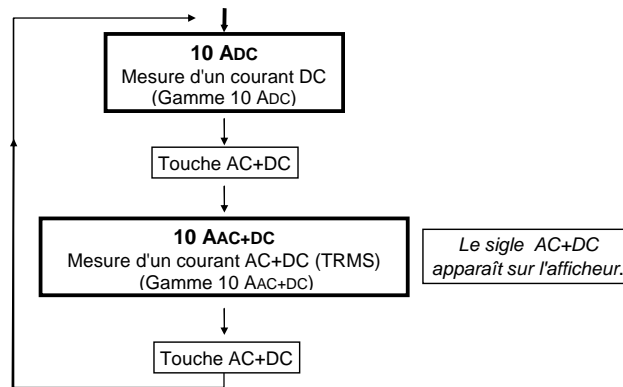 10 ADC
Mesure d'un courant DC
(Gamme 10 ADC)
Touche AC+DC
10 AAC+DC
Mesure d'un courant AC+DC (TRMS)
(Gamme 10 AAC+DC)
Le sigle AC+DC
apparaît sur l'afficheur.
Touche AC+DC